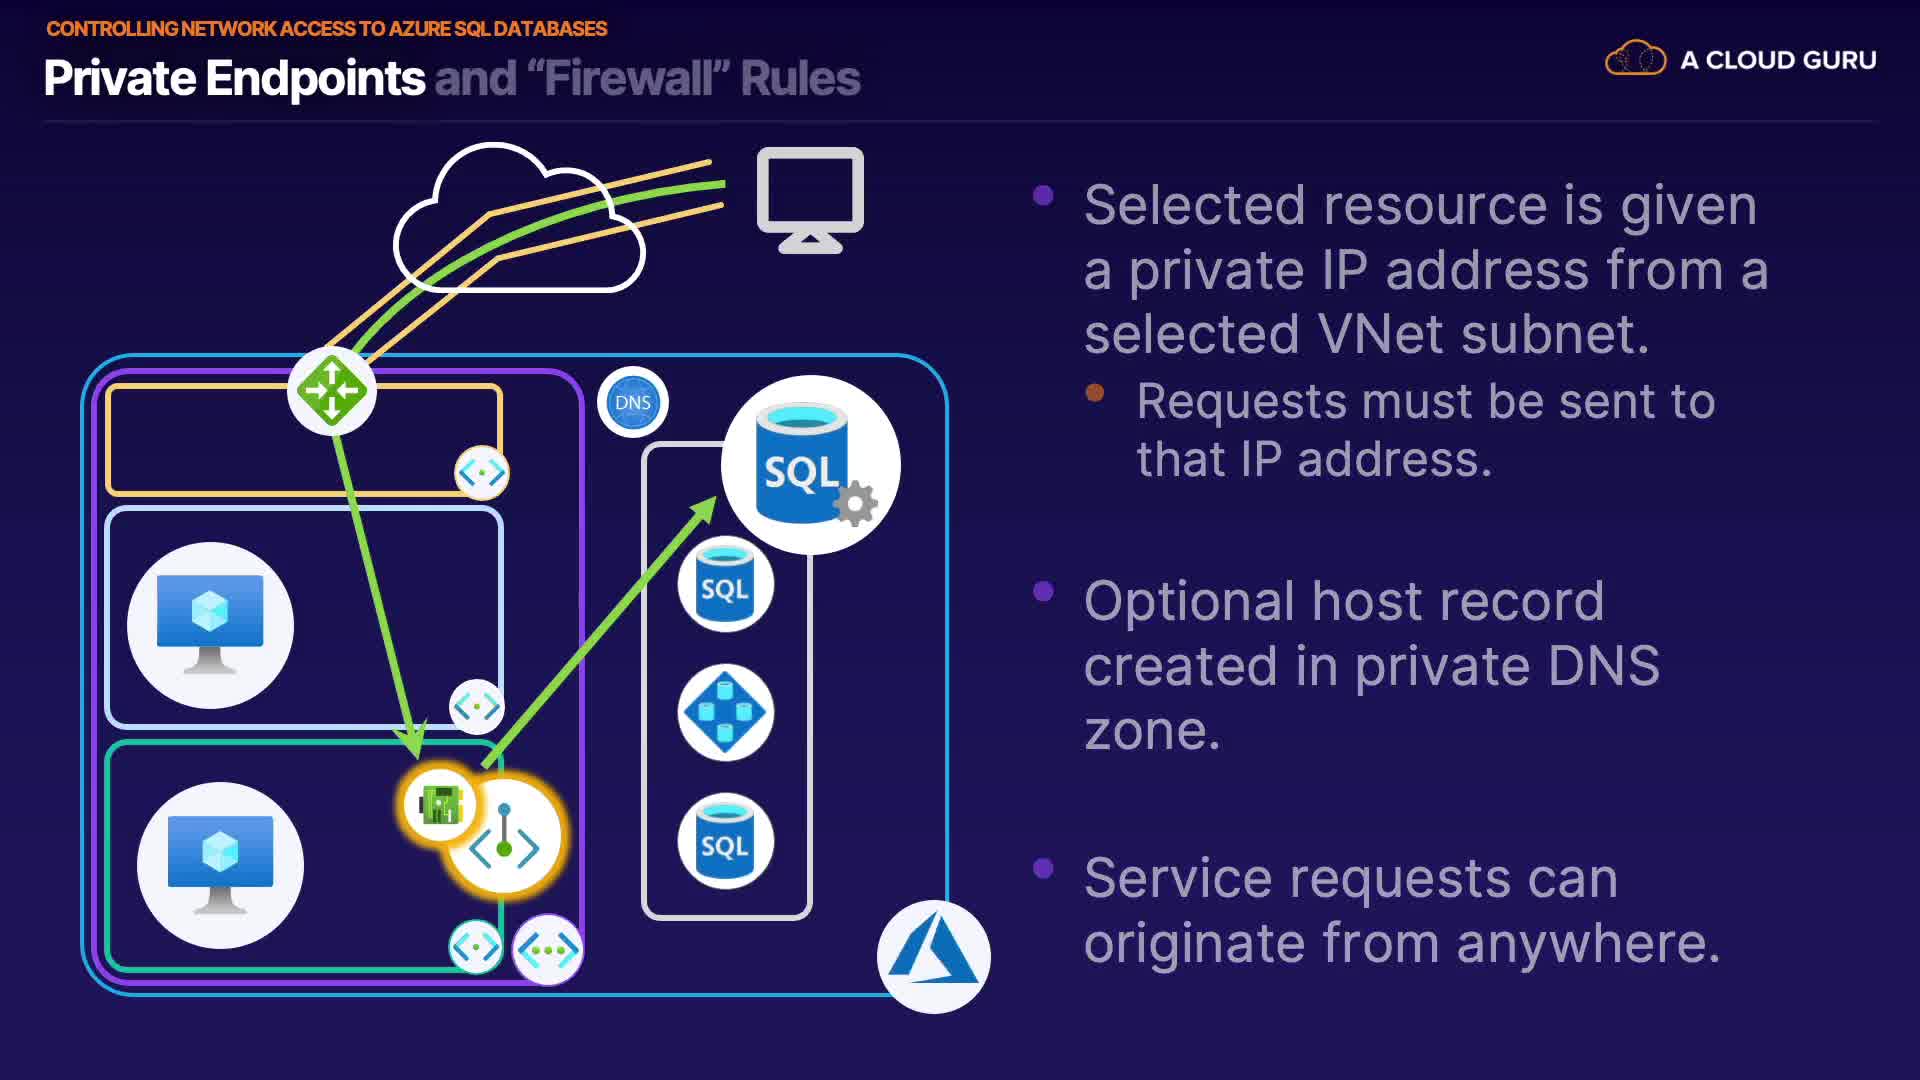 CONTROLLING NETWORK ACCESS TO AZURE SQL DATABASES
Private Endpoints and “Firewall” Rules
A CLOUD GURU
Selected resource is given
a private IP address from a
selected VNet subnet.
Requests must be sent to
that IP address.
Optional host record
created in private DNS
zone.
Service requests can
originate from anywhere.
DNS
SQL
SQL
SQL